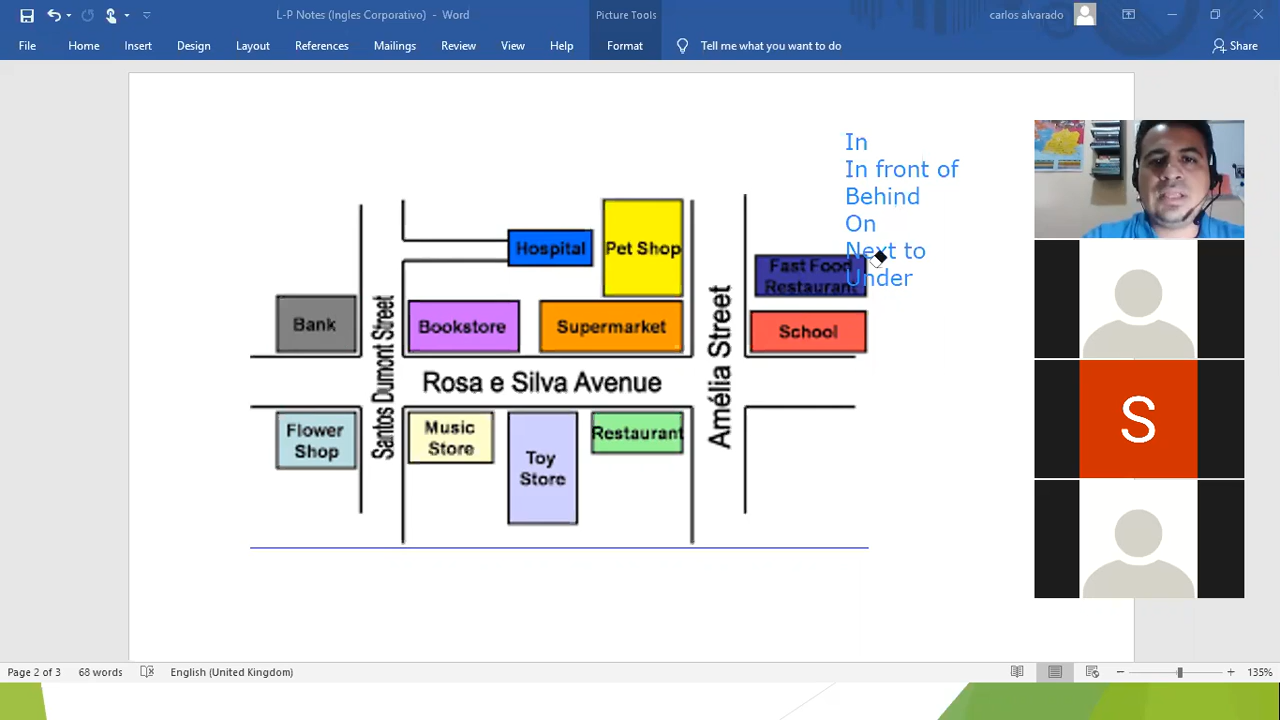 L-P Notes (Ingles Corporativo) - Word
Picture Tools
carlos alvarado
File Home Insert Design Layout References Mailings Review View Help Format Tell me what you want to do Share
In
In front of
Behind
On
Next to
Under
Hospital
Pet Shop
Fast Food
Restaurant
Bank
Bookstore
Supermarket
School
Santos Dumont Street
Rosa e Silva Avenue
Amélia Street
Flower
Shop
Music
Store
Toy
Store
Restaurant
S
Page 2 of 3 68 words English (United Kingdom) 135%